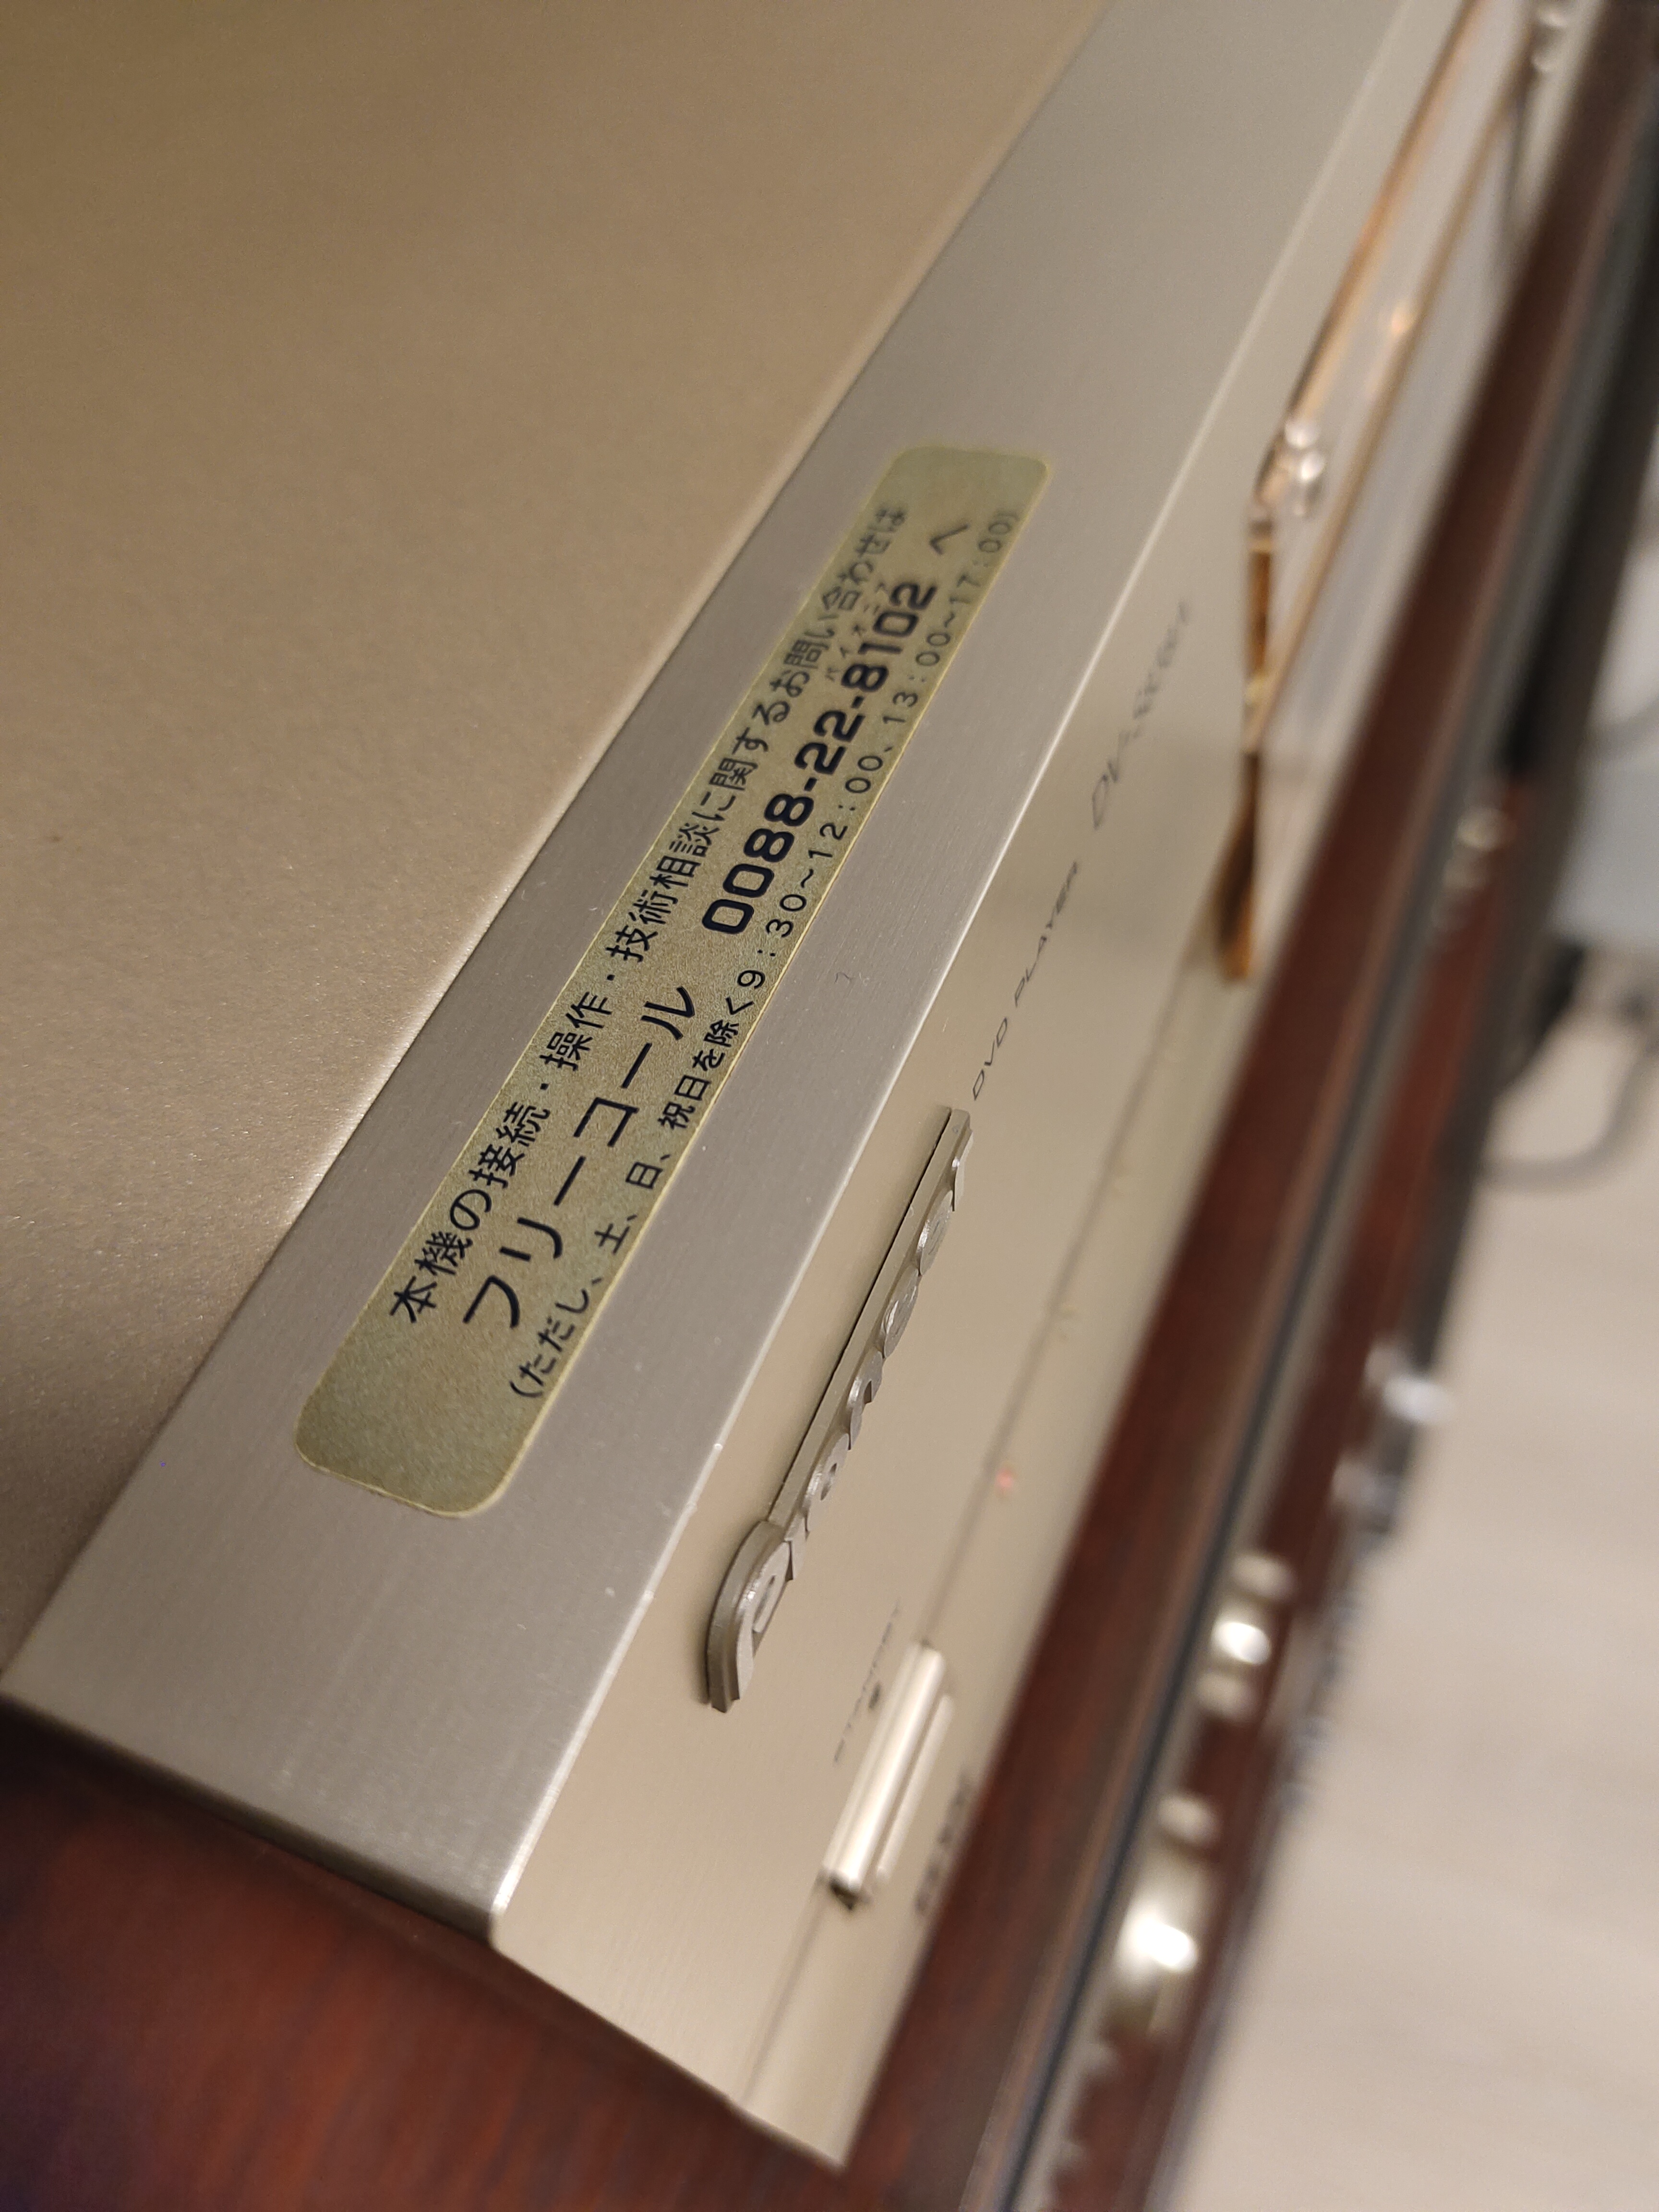 本機の接続・操作・技術相談に関するお問い合わせは
パイオニア
フリーコール 0088-22-8102 へ
(ただし、土、日、祝日を除く9:30~12:00、13:00~17:00)
Pioneer
DVD PLAYER